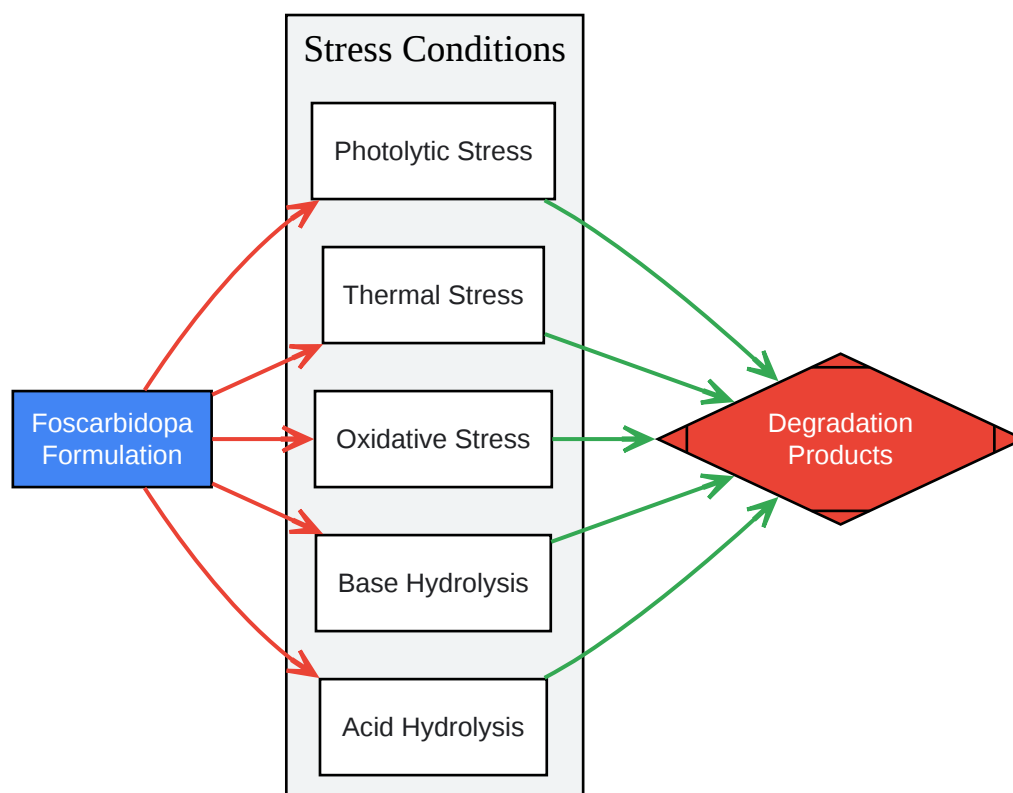 Stress Conditions
Photolytic Stress
Thermal Stress
Foscarbidopa
Formulation
Oxidative Stress
Degradation
Products
Base Hydrolysis
Acid Hydrolysis